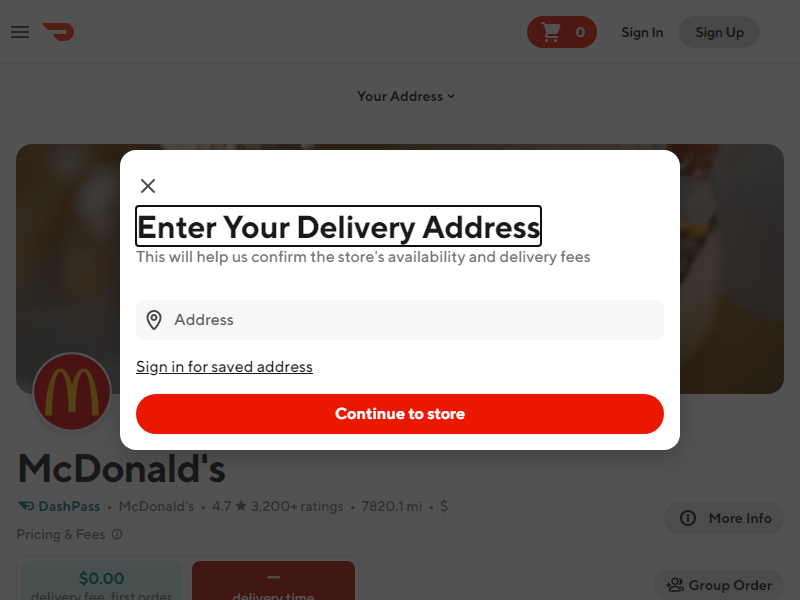 0
Sign In
Sign Up
Your Address
Enter Your Delivery Address
This will help us confirm the store's availability and delivery fees
Address
Sign in for saved address
Continue to store
McDonald's
DashPass • McDonald's • 4.7 ★ 3,200+ ratings • 7820.1 mi • $
More Info
Pricing & Fees
$0.00
delivery fee, first order
--
delivery time
Group Order